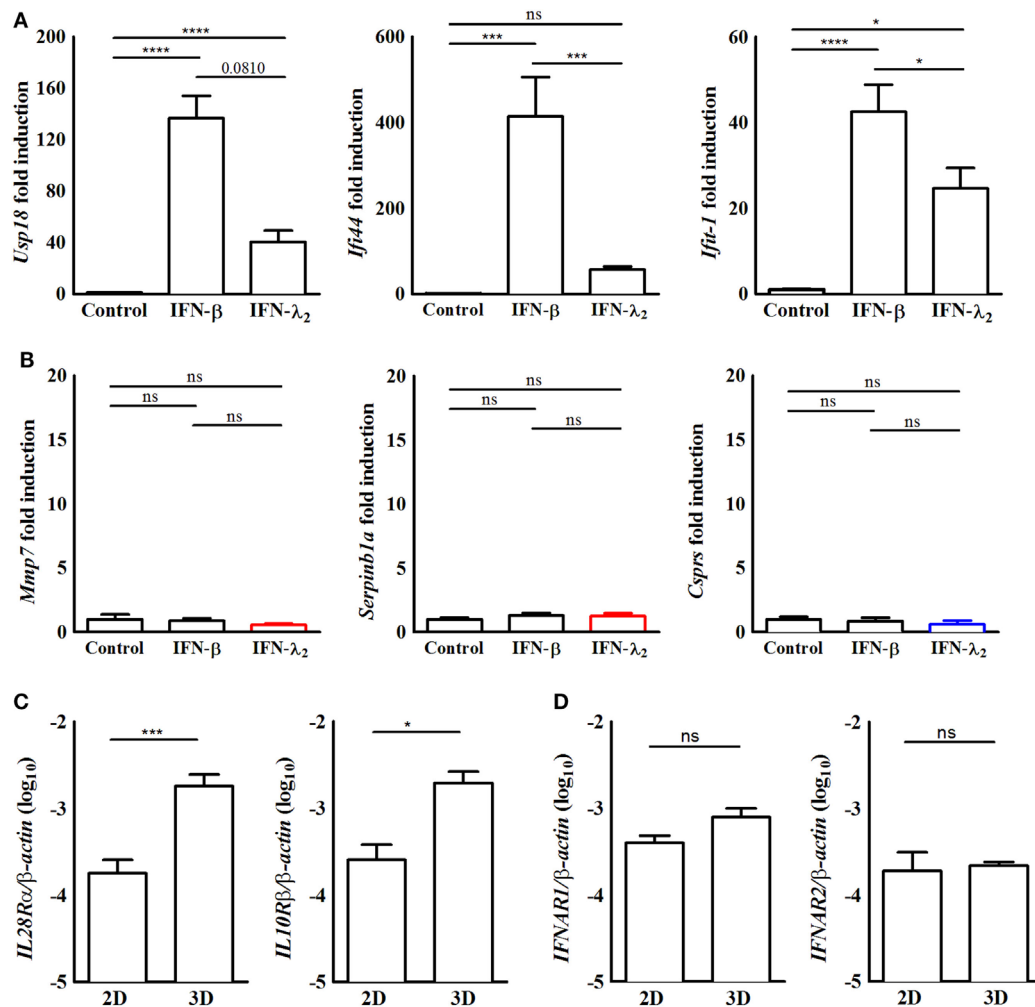 A
Usp18 fold induction
200
160
120
80
40
0
****
****
0.0810
Control IFN-β IFN-λ2
Ifi44 fold induction
600
400
200
0
ns
***
***
Control IFN-β IFN-λ2
Ifit-1 fold induction
60
40
20
0
*
****
*
Control IFN-β IFN-λ2
B
Mmp7 fold induction
20
15
10
5
0
ns
ns
ns
Control IFN-β IFN-λ2
Serpinb1a fold induction
20
15
10
5
0
ns
ns
ns
Control IFN-β IFN-λ2
Csprs fold induction
20
15
10
5
0
ns
ns
ns
Control IFN-β IFN-λ2
C
IL28Rα/β-actin (log10)
-2
-3
-4
-5
***
2D 3D
IL10Rβ/β-actin (log10)
-2
-3
-4
-5
*
2D 3D
D
IFNAR1/β-actin (log10)
-2
-3
-4
-5
ns
2D 3D
IFNAR2/β-actin (log10)
-2
-3
-4
-5
ns
2D 3D